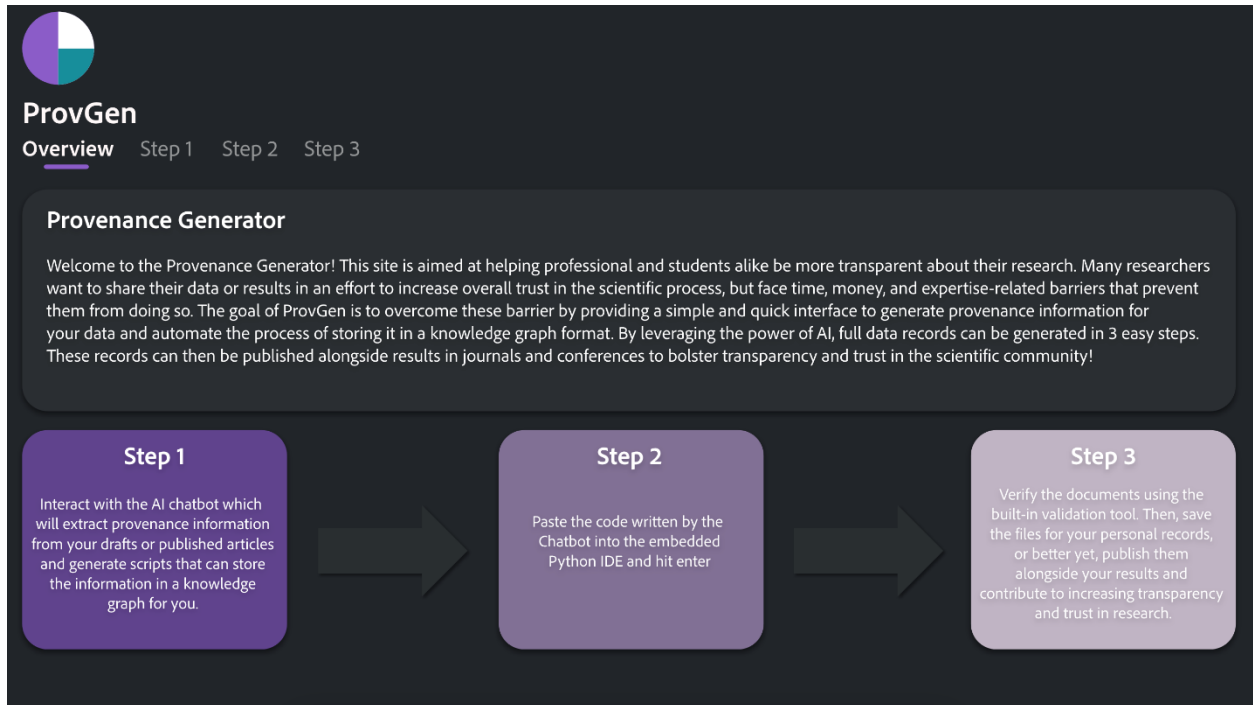 ProvGen
Overview Step 1 Step 2 Step 3
Provenance Generator
Welcome to the Provenance Generator! This site is aimed at helping professional and students alike be more transparent about their research. Many researchers
want to share their data or results in an effort to increase overall trust in the scientific process, but face time, money, and expertise-related barriers that prevent
them from doing so. The goal of ProvGen is to overcome these barrier by providing a simple and quick interface to generate provenance information for
your data and automate the process of storing it in a knowledge graph format. By leveraging the power of AI, full data records can be generated in 3 easy steps.
These records can then be published alongside results in journals and conferences to bolster transparency and trust in the scientific community!
Step 1
Interact with the AI chatbot which
will extract provenance information
from your drafts or published articles
and generate scripts that can store
the information in a knowledge
graph for you.
Step 2
Paste the code written by the
Chatbot into the embedded
Python IDE and hit enter
Step 3
Verify the documents using the
built-in validation tool. Then, save
the files for your personal records,
or better yet, publish them
alongside your results and
contribute to increasing transparency
and trust in research.